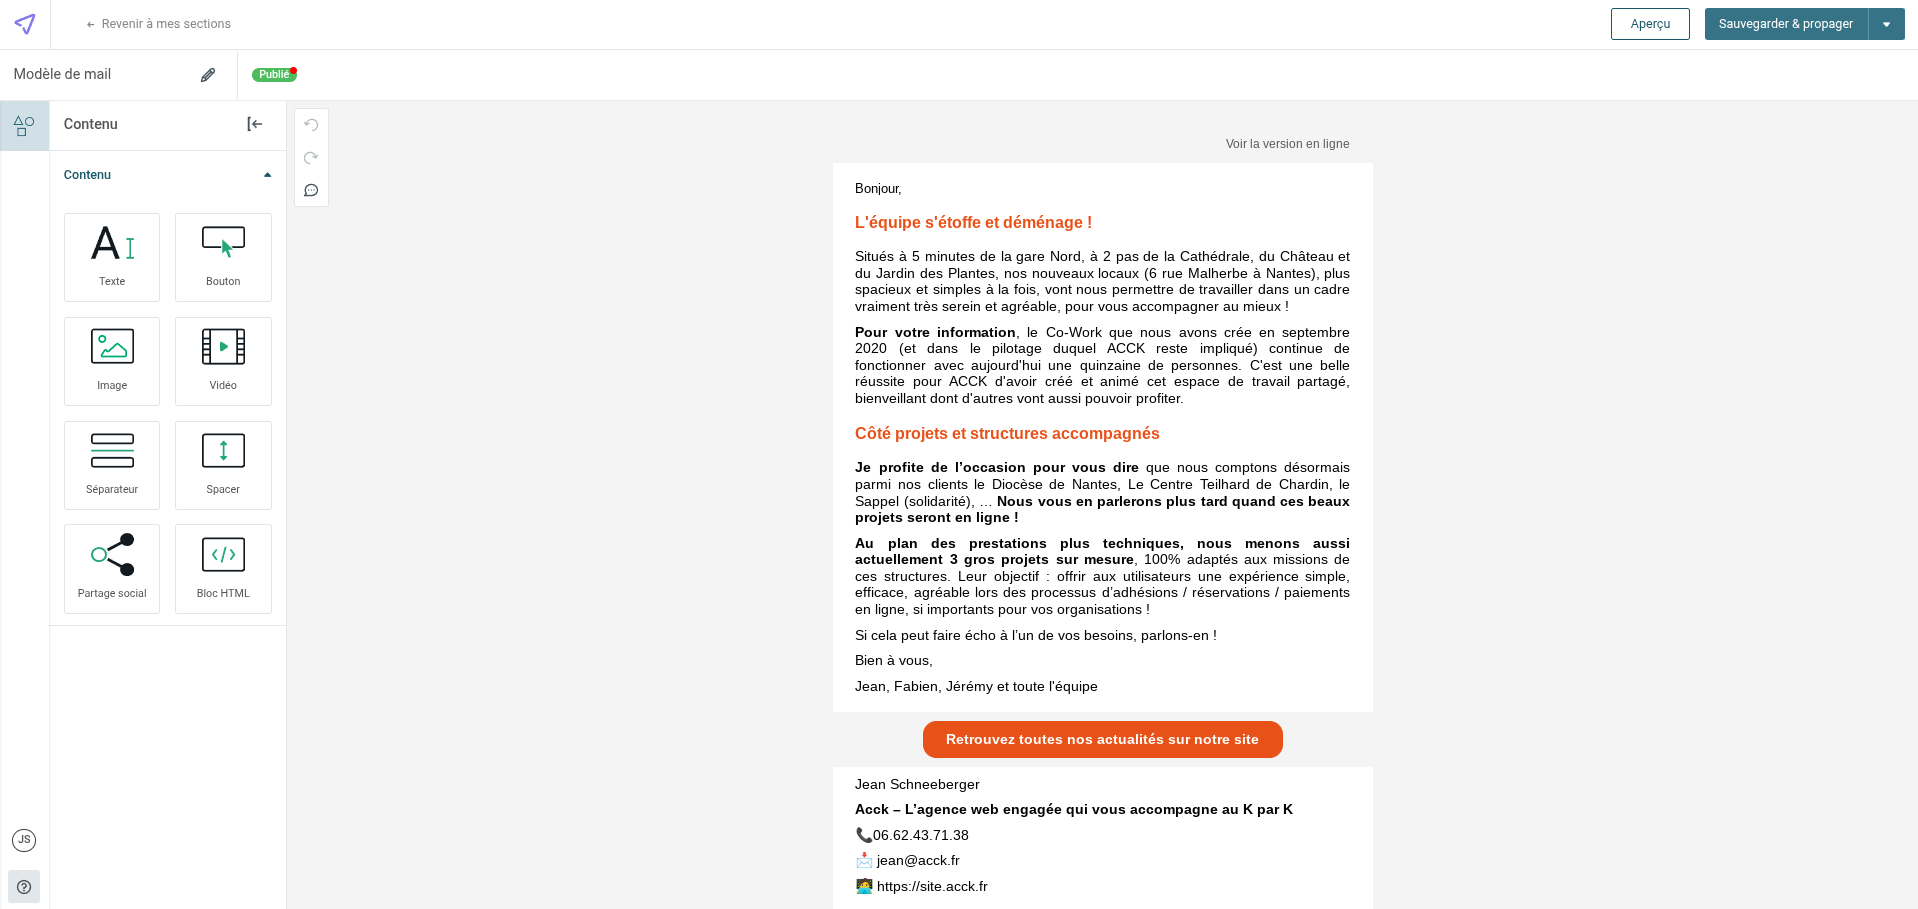 ← Revenir à mes sections
Aperçu
Sauvegarder & propager
Modèle de mail
Publié
Contenu
Contenu
Texte
Bouton
Image
Vidéo
Séparateur
Spacer
Partage social
Bloc HTML
JS
Voir la version en ligne
Bonjour,
L'équipe s'étoffe et déménage !
Situés à 5 minutes de la gare Nord, à 2 pas de la Cathédrale, du Château et
du Jardin des Plantes, nos nouveaux locaux (6 rue Malherbe à Nantes), plus
spacieux et simples à la fois, vont nous permettre de travailler dans un cadre
vraiment très serein et agréable, pour vous accompagner au mieux !
Pour votre information, le Co-Work que nous avons crée en septembre
2020 (et dans le pilotage duquel ACCK reste impliqué) continue de
fonctionner avec aujourd'hui une quinzaine de personnes. C'est une belle
réussite pour ACCK d'avoir créé et animé cet espace de travail partagé,
bienveillant dont d'autres vont aussi pouvoir profiter.
Côté projets et structures accompagnés
Je profite de l’occasion pour vous dire que nous comptons désormais
parmi nos clients le Diocèse de Nantes, Le Centre Teilhard de Chardin, le
Sappel (solidarité), … Nous vous en parlerons plus tard quand ces beaux
projets seront en ligne !
Au plan des prestations plus techniques, nous menons aussi
actuellement 3 gros projets sur mesure, 100% adaptés aux missions de
ces structures. Leur objectif : offrir aux utilisateurs une expérience simple,
efficace, agréable lors des processus d’adhésions / réservations / paiements
en ligne, si importants pour vos organisations !
Si cela peut faire écho à l’un de vos besoins, parlons-en !
Bien à vous,
Jean, Fabien, Jérémy et toute l'équipe
Retrouvez toutes nos actualités sur notre site
Jean Schneeberger
Acck – L’agence web engagée qui vous accompagne au K par K
📞06.62.43.71.38
📩 jean@acck.fr
🧑‍💻 https://site.acck.fr